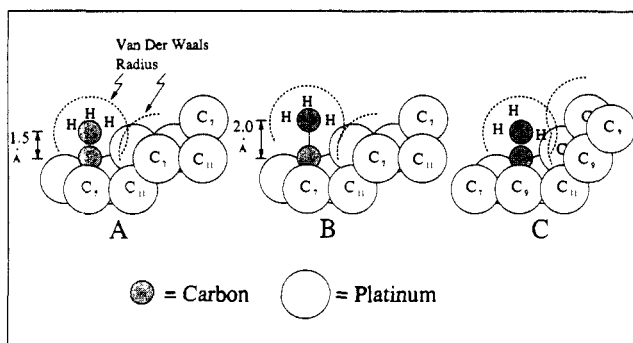 Van Der Waals
Radius
H H H
1.5 Å
C₇
C₇ C₁₁
C₇ C₁₁
A
H H H
2.0 Å
C₇
C₇ C₁₁
C₇ C₁₁
B
H H H
C₉
C₇ C₉ C₁₁
C
= Carbon
= Platinum